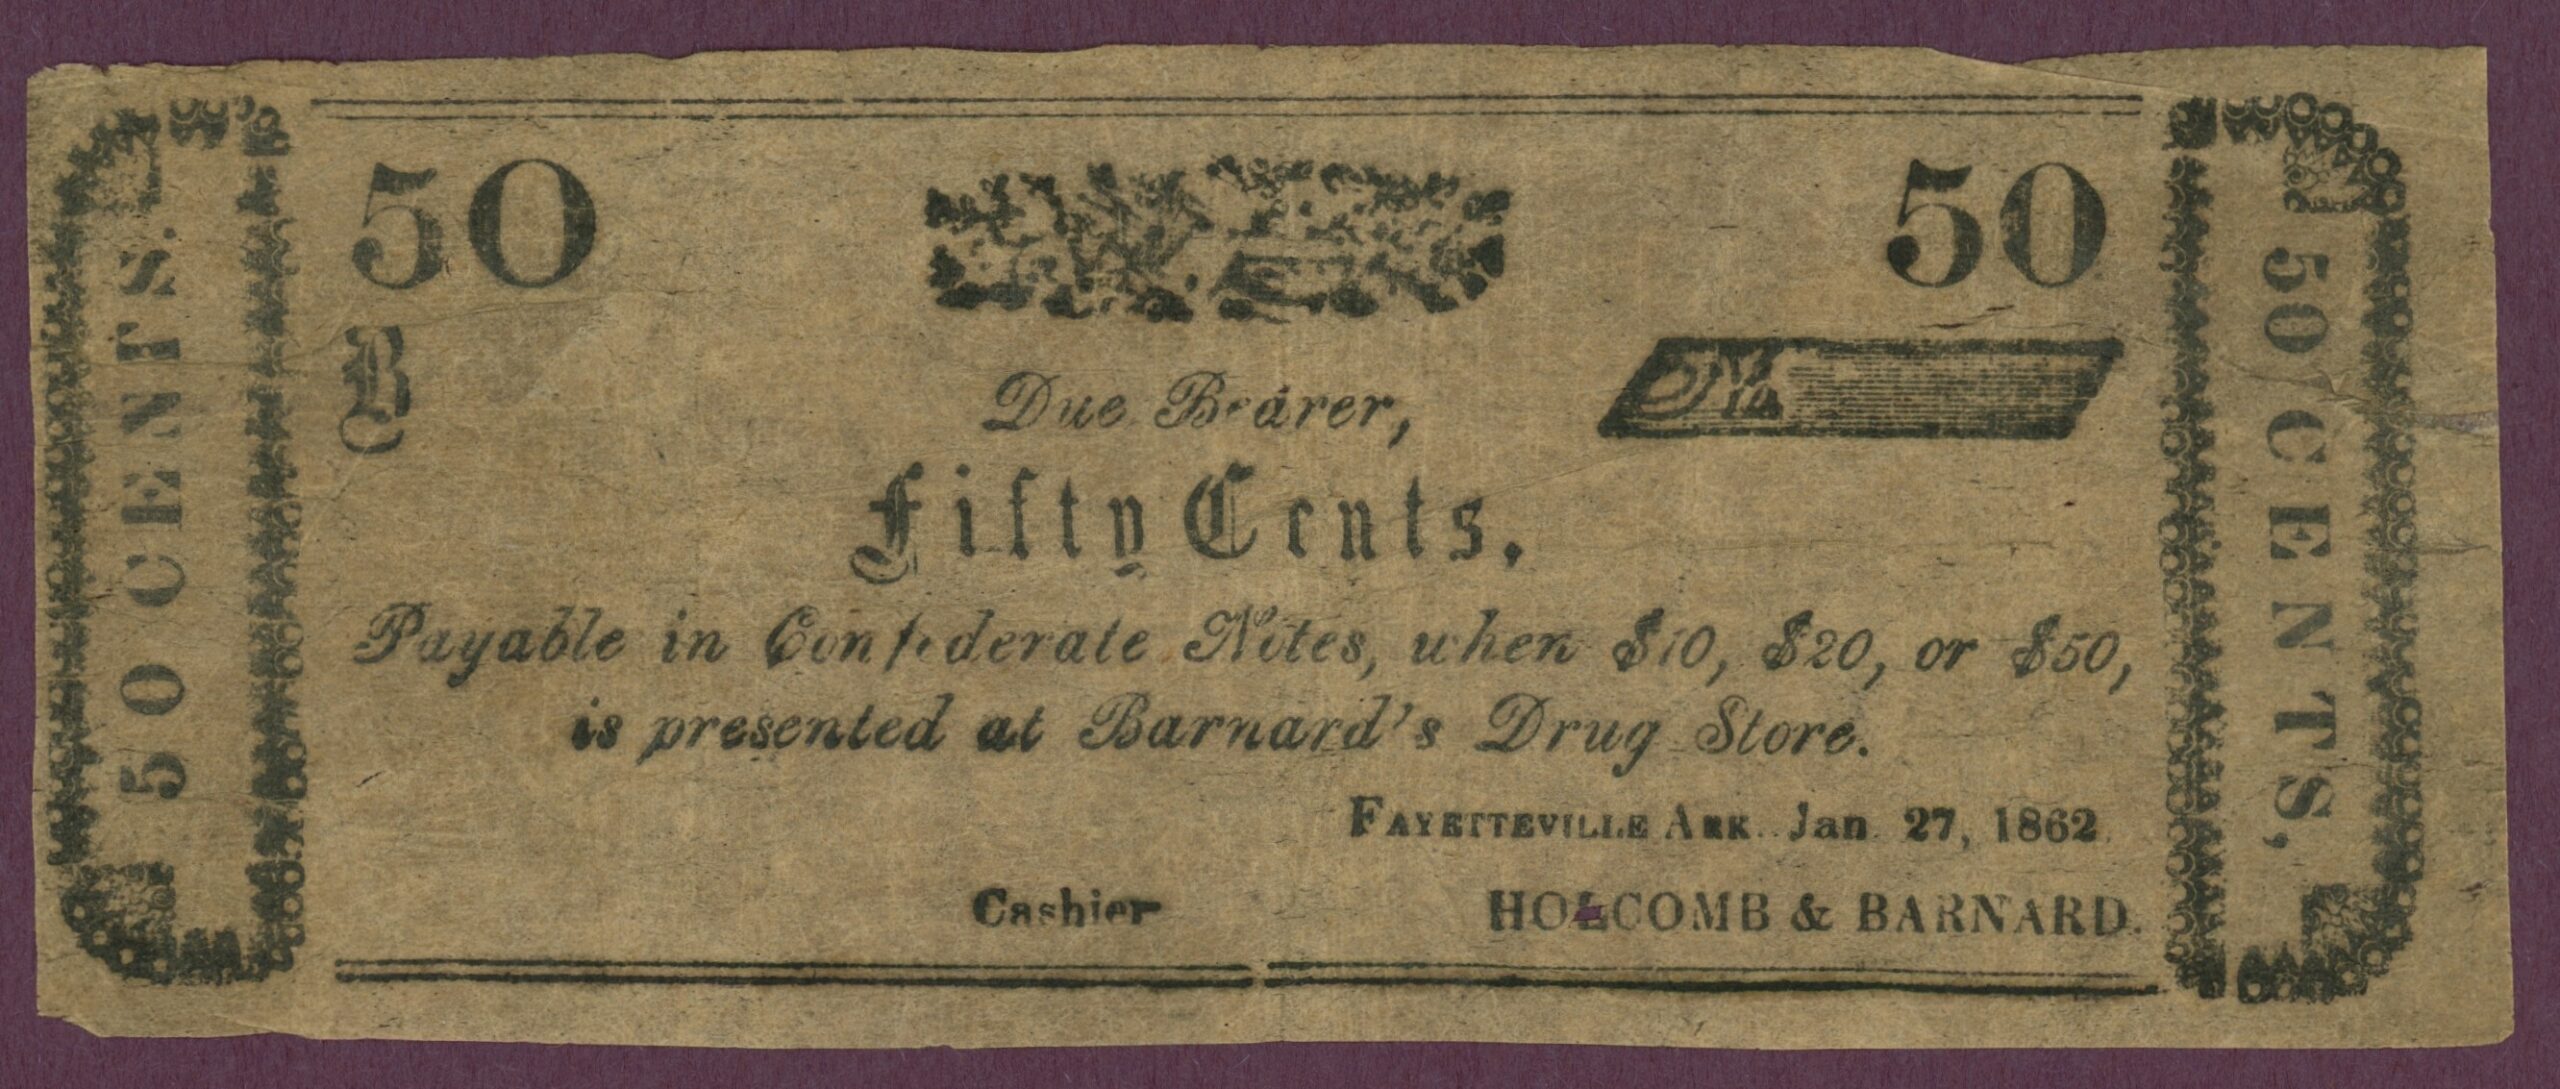 50 CENTS.
50
50
50 CENTS,
B
No
Due Bearer,
Fifty Cents.
Payable in Confederate Notes, when $10, $20, or $50,
is presented at Barnard's Drug Store.
FAYETTEVILLE ARK. Jan. 27, 1862.
Cashier
HOLCOMB & BARNARD.